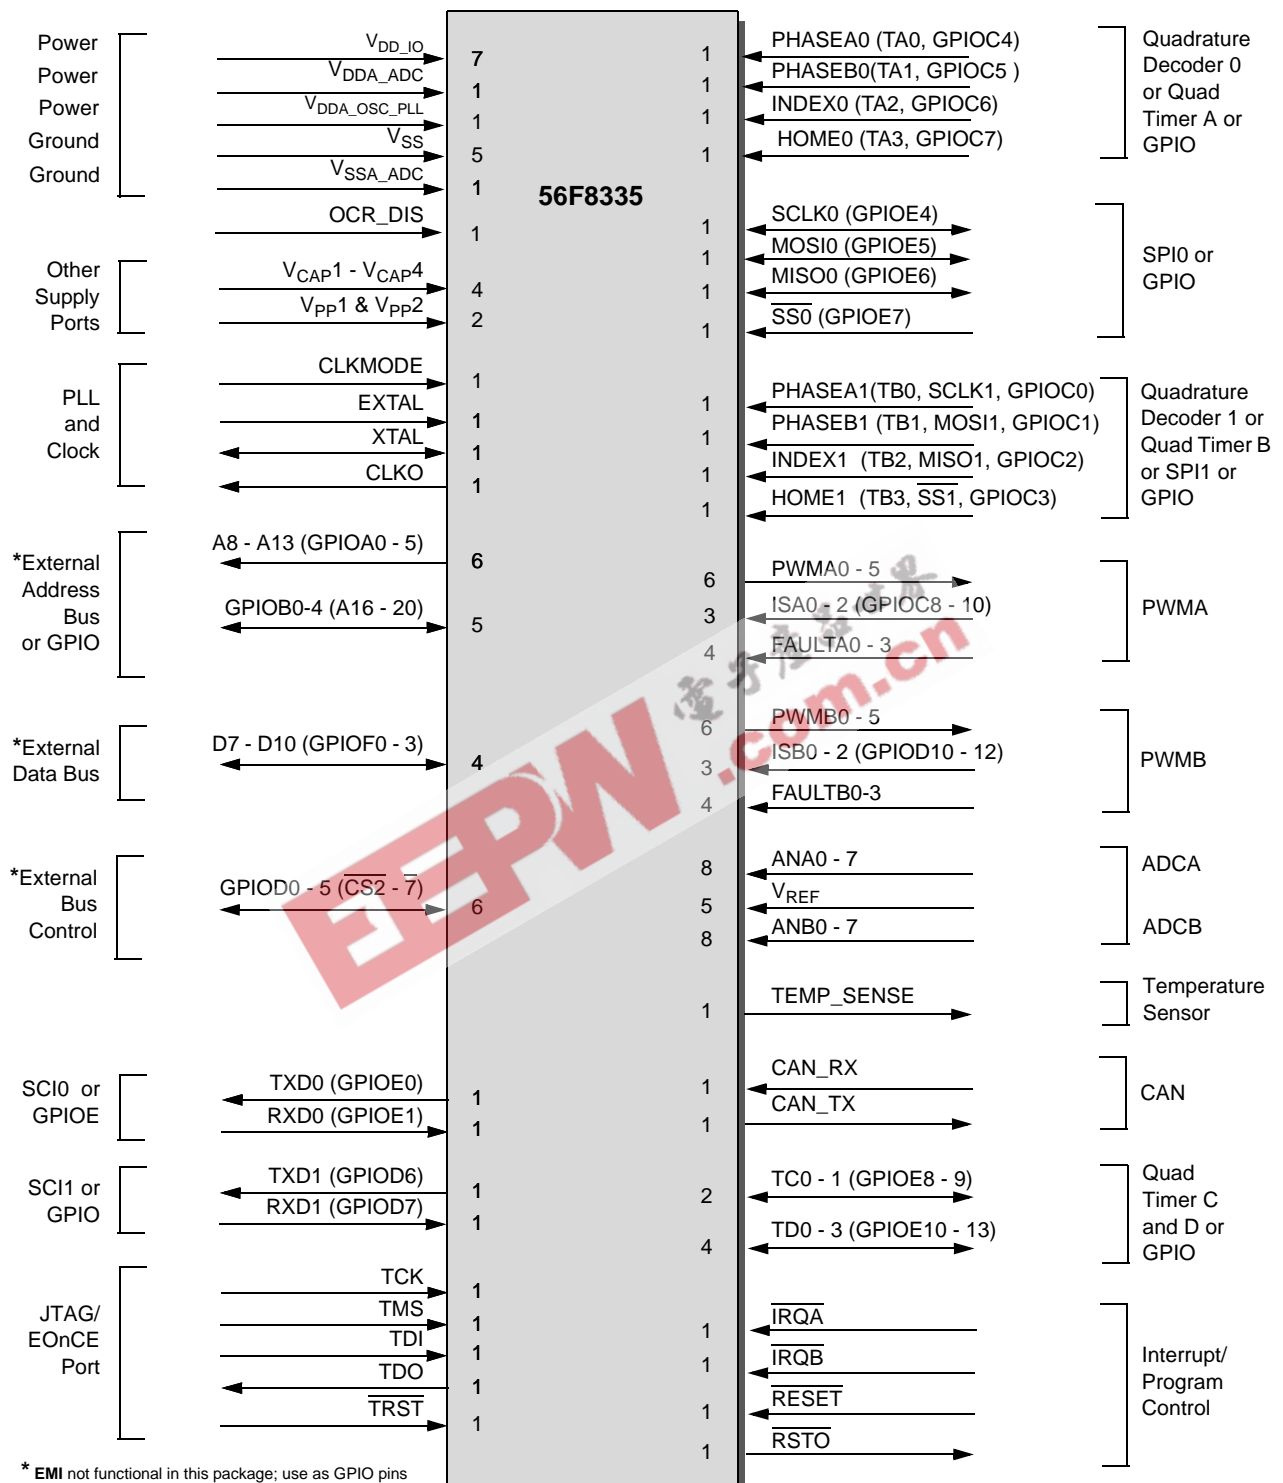 56F8335
Power
Power
Power
Ground
Ground
VDD_IO
7
VDDA_ADC
1
VDDA_OSC_PLL
1
VSS
5
VSSA_ADC
1
OCR_DIS
1
Other
Supply
Ports
VCAP1 - VCAP4
4
VPP1 & VPP2
2
PLL
and
Clock
CLKMODE
1
EXTAL
1
XTAL
1
CLKO
1
*External
Address
Bus
or GPIO
A8 - A13 (GPIOA0 - 5)
6
GPIOB0-4 (A16 - 20)
5
*External
Data Bus
D7 - D10 (GPIOF0 - 3)
4
*External
Bus
Control
GPIOD0 - 5 (CS2 - 7)
6
SCI0 or
GPIOE
TXD0 (GPIOE0)
1
RXD0 (GPIOE1)
1
SCI1 or
GPIO
TXD1 (GPIOD6)
1
RXD1 (GPIOD7)
1
JTAG/
EOnCE
Port
TCK
1
TMS
1
TDI
1
TDO
1
TRST
1
* EMI not functional in this package; use as GPIO pins
1
PHASEA0 (TA0, GPIOC4)
1
PHASEB0(TA1, GPIOC5 )
1
INDEX0 (TA2, GPIOC6)
1
HOME0 (TA3, GPIOC7)
Quadrature
Decoder 0
or Quad
Timer A or
GPIO
1
SCLK0 (GPIOE4)
1
MOSI0 (GPIOE5)
1
MISO0 (GPIOE6)
1
SS0 (GPIOE7)
SPI0 or
GPIO
1
PHASEA1(TB0, SCLK1, GPIOC0)
1
PHASEB1 (TB1, MOSI1, GPIOC1)
1
INDEX1 (TB2, MISO1, GPIOC2)
1
HOME1 (TB3, SS1, GPIOC3)
Quadrature
Decoder 1 or
Quad Timer B
or SPI1 or
GPIO
6
PWMA0 - 5
3
ISA0 - 2 (GPIOC8 - 10)
4
FAULTA0 - 3
PWMA
6
PWMB0 - 5
3
ISB0 - 2 (GPIOD10 - 12)
4
FAULTB0-3
PWMB
8
ANA0 - 7
5
VREF
8
ANB0 - 7
ADCA
ADCB
1
TEMP_SENSE
Temperature
Sensor
1
CAN_RX
1
CAN_TX
CAN
2
TC0 - 1 (GPIOE8 - 9)
4
TD0 - 3 (GPIOE10 - 13)
Quad
Timer C
and D or
GPIO
1
IRQA
1
IRQB
1
RESET
1
RSTO
Interrupt/
Program
Control
EEPW.com.cn
電子產品世界